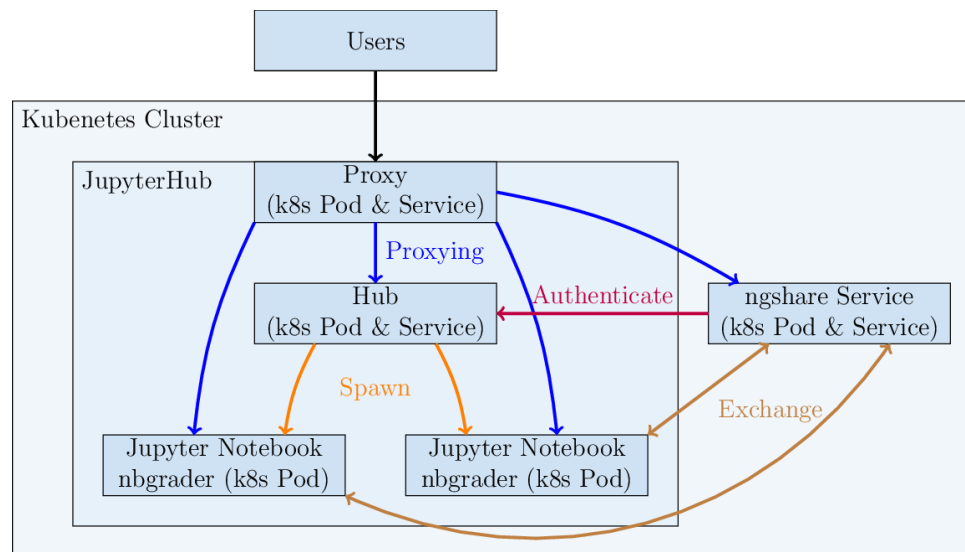 Users
Kubenetes Cluster
JupyterHub
Proxy
(k8s Pod & Service)
Proxying
Hub
(k8s Pod & Service)
Authenticate
ngshare Service
(k8s Pod & Service)
Spawn
Exchange
Jupyter Notebook
nbgrader (k8s Pod)
Jupyter Notebook
nbgrader (k8s Pod)